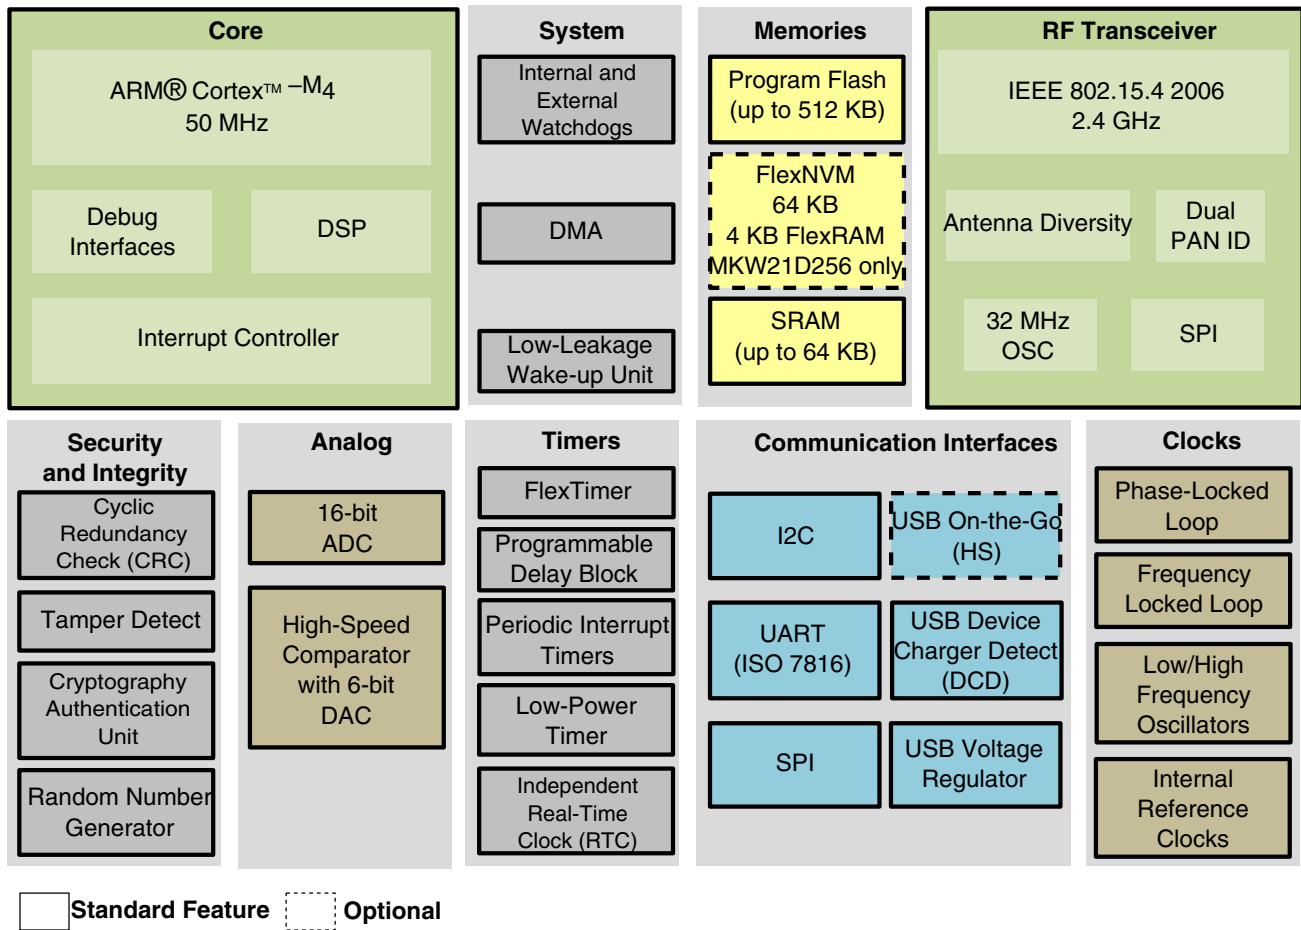 Core
ARM® Cortex™ –M4
50 MHz
Debug
Interfaces
DSP
Interrupt Controller
System
Internal and
External
Watchdogs
DMA
Low-Leakage
Wake-up Unit
Memories
Program Flash
(up to 512 KB)
FlexNVM
64 KB
4 KB FlexRAM
MKW21D256 only
SRAM
(up to 64 KB)
RF Transceiver
IEEE 802.15.4 2006
2.4 GHz
Antenna Diversity
Dual
PAN ID
32 MHz
OSC
SPI
Security
and Integrity
Cyclic
Redundancy
Check (CRC)
Tamper Detect
Cryptography
Authentication
Unit
Random Number
Generator
Analog
16-bit
ADC
High-Speed
Comparator
with 6-bit
DAC
Timers
FlexTimer
Programmable
Delay Block
Periodic Interrupt
Timers
Low-Power
Timer
Independent
Real-Time
Clock (RTC)
Communication Interfaces
I2C
USB On-the-Go
(HS)
UART
(ISO 7816)
USB Device
Charger Detect
(DCD)
SPI
USB Voltage
Regulator
Clocks
Phase-Locked
Loop
Frequency
Locked Loop
Low/High
Frequency
Oscillators
Internal
Reference
Clocks
Standard Feature
Optional